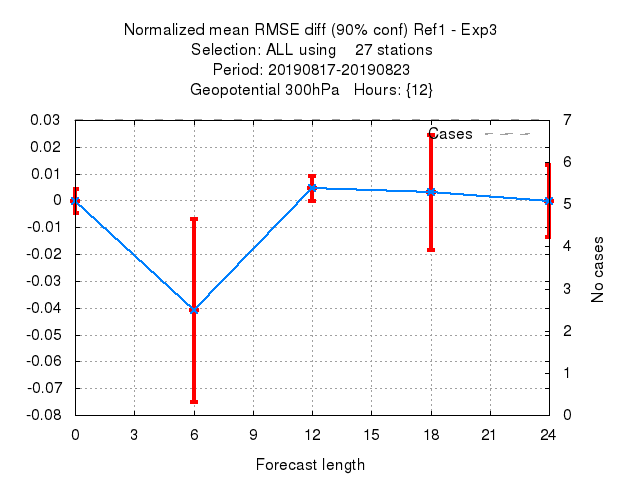 Normalized mean RMSE diff (90% conf) Ref1 - Exp3
Selection: ALL using 27 stations
Period: 20190817-20190823
Geopotential 300hPa Hours: {12}
Cases
0.03
0.02
0.01
0
-0.01
-0.02
-0.03
-0.04
-0.05
-0.06
-0.07
-0.08
7
6
5
4
3
2
1
0
No cases
0 3 6 9 12 15 18 21 24
Forecast length